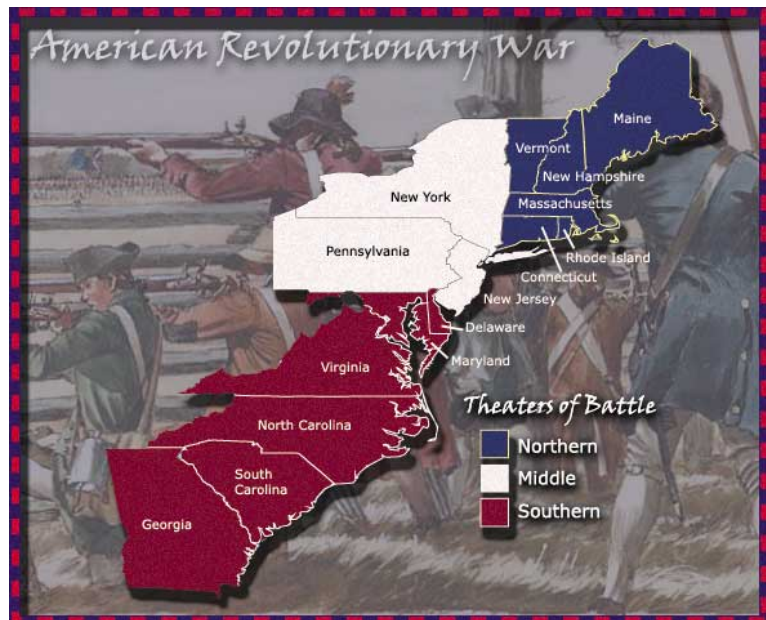 American Revolutionary War
Maine
Vermont
New Hampshire
Massachusetts
New York
Rhode Island
Pennsylvania
Connecticut
New Jersey
Delaware
Maryland
Virginia
Theaters of Battle
North Carolina
Northern
South
Carolina
Middle
Southern
Georgia